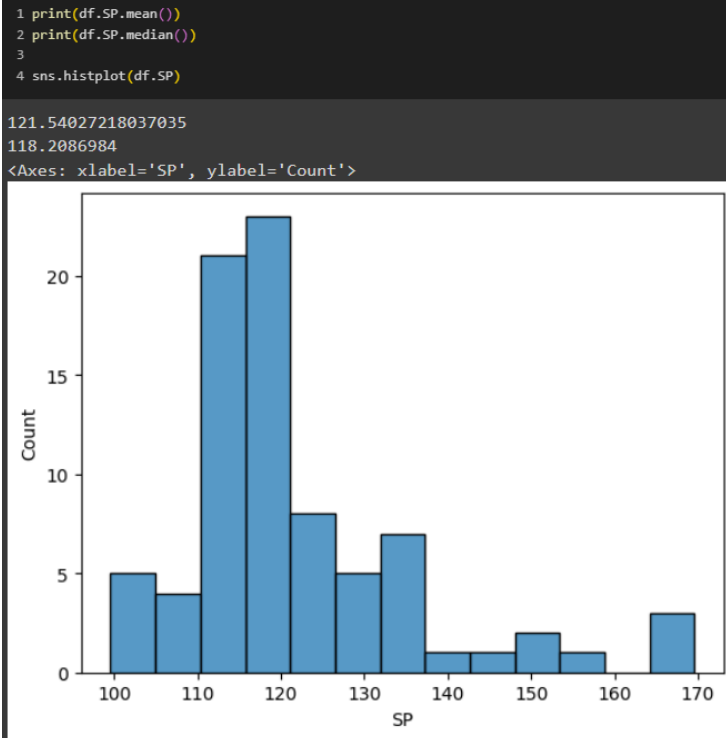 1 print(df.SP.mean())
2 print(df.SP.median())
3
4 sns.histplot(df.SP)
121.54027218037035
118.2086984
<Axes: xlabel='SP', ylabel='Count'>
20
15
10
5
0
Count
100 110 120 130 140 150 160 170
SP